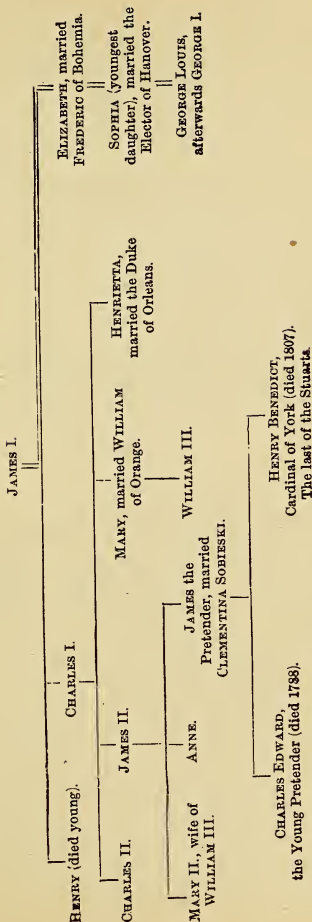 JAMES I.
HENRY (died young).
CHARLES I.
ELIZABETH, married
FREDERIC of Bohemia.
CHARLES II.
JAMES II.
MARY, married WILLIAM
of Orange.
HENRIETTA,
married the Duke
of Orleans.
SOPHIA (youngest
daughter), married the
Elector of Hanover.
MARY II., wife of
WILLIAM III.
ANNE.
JAMES the
Pretender, married
CLEMENTINA SOBIESKI.
WILLIAM III.
GEORGE LOUIS,
afterwards GEORGE I.
CHARLES EDWARD,
the Young Pretender (died 1788).
HENRY BENEDICT,
Cardinal of York (died 1807).
The last of the Stuarts.